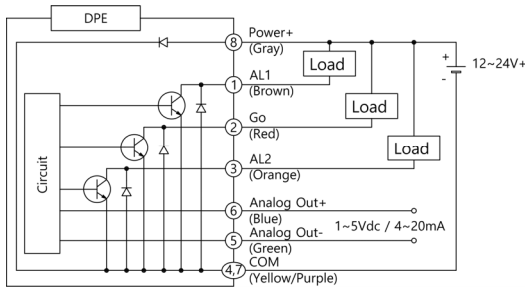 DPE
8
Power+
(Gray)
Load
+
12~24V+
-
1
AL1
(Brown)
Load
2
Go
(Red)
Load
3
AL2
(Orange)
Circuit
6
Analog Out+
(Blue)
1~5Vdc / 4~20mA
5
Analog Out-
(Green)
4,7
COM
(Yellow/Purple)